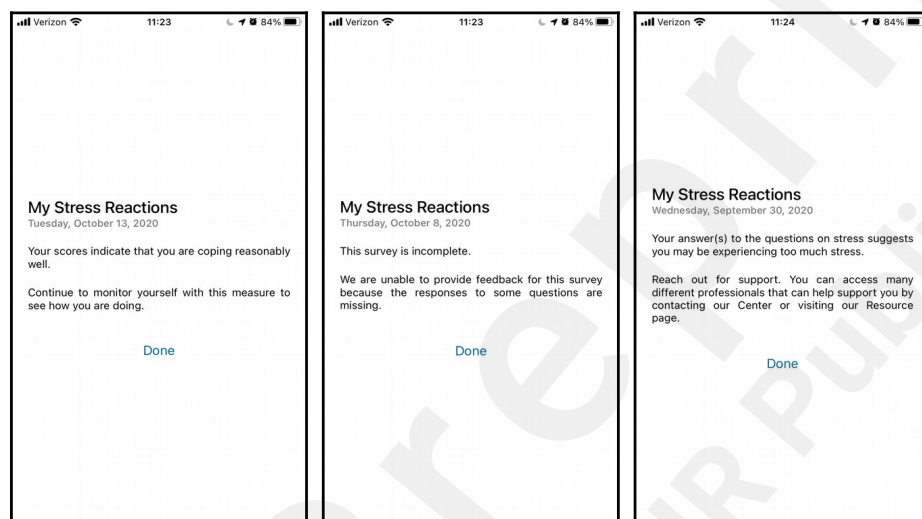 Verizon 11:23 84%
My Stress Reactions
Tuesday, October 13, 2020
Your scores indicate that you are coping reasonably
well.
Continue to monitor yourself with this measure to
see how you are doing.
Done
Verizon 11:23 84%
My Stress Reactions
Thursday, October 8, 2020
This survey is incomplete.
We are unable to provide feedback for this survey
because the responses to some questions are
missing.
Done
Verizon 11:24 84%
My Stress Reactions
Wednesday, September 30, 2020
Your answer(s) to the questions on stress suggests
you may be experiencing too much stress.
Reach out for support. You can access many
different professionals that can help support you by
contacting our Center or visiting our Resource
page.
Done